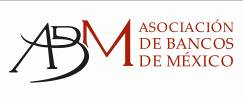 ABM
ASOCIACIÓN
DE BANCOS
DE MÉXICO